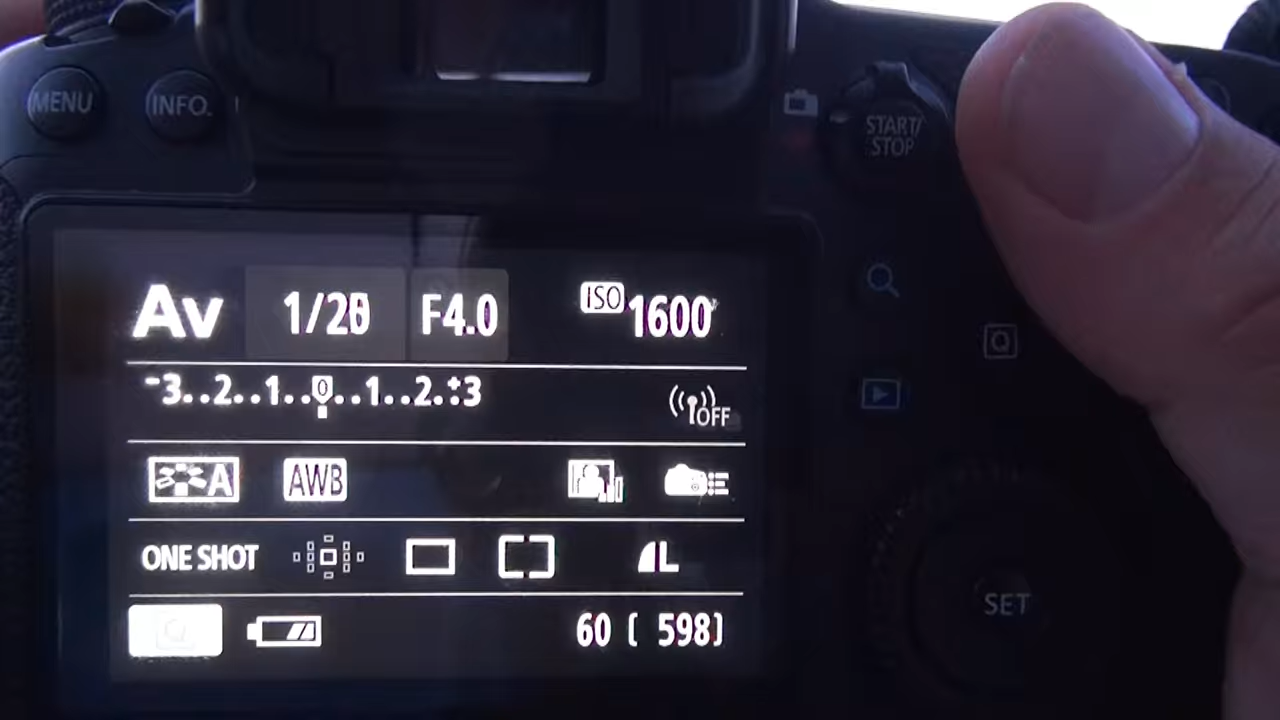 MENU INFO.
START/
STOP
Av 1/20 F4.0 ISO 1600
-3..2..1..0..1..2.+3
OFF
A AWB
ONE SHOT L
Q
SET
Q 60 [ 598]